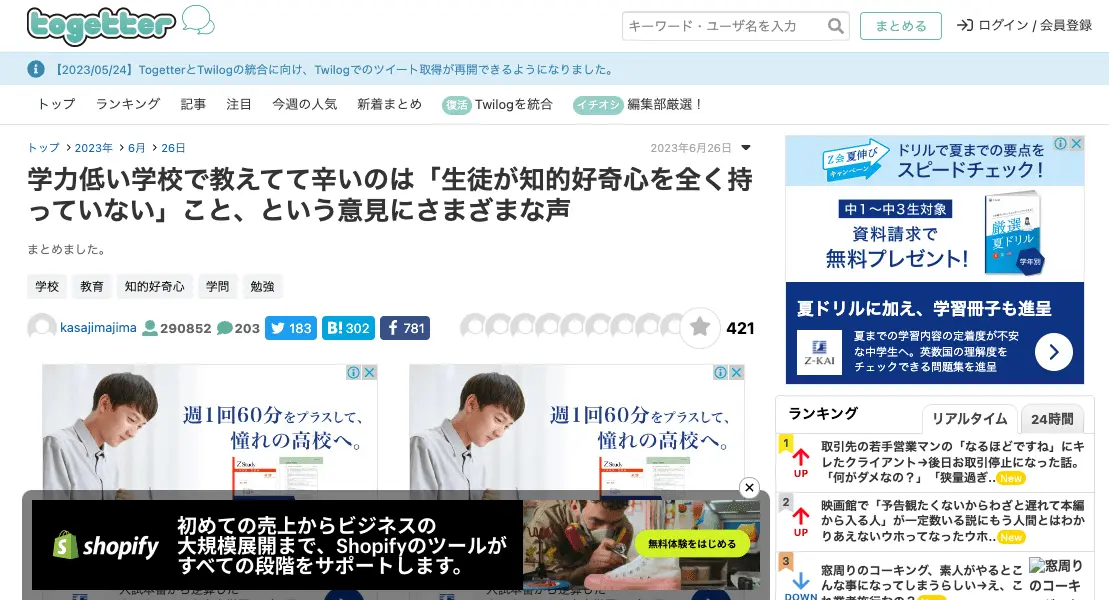 togetter
キーワード・ユーザ名を入力
まとめる
ログイン / 会員登録
【2023/05/24】TogetterとTwilogの統合に向け、Twilogでのツイート取得が再開できるようになりました。
トップ ランキング 記事 注目 今週の人気 新着まとめ 復活 Twilogを統合 イチオシ 編集部厳選！
トップ > 2023年 > 6月 > 26日
2023年6月26日
学力低い学校で教えてて辛いのは「生徒が知的好奇心を全く持
っていない」こと、という意見にさまざまな声
まとめました。
学校 教育 知的好奇心 学問 勉強
kasajimajima 290852 203 183 B! 302 781
421
週1回60分をプラスして、
憧れの高校へ。
Z Study
週1回60分をプラスして、
憧れの高校へ。
Z Study
shopify
初めての売上からビジネスの
大規模展開まで、Shopifyのツールが
すべての段階をサポートします。
無料体験をはじめる
Z会 夏伸び
キャンペーン
ドリルで夏までの要点を
スピードチェック！
中1〜中3生対象
資料請求で
無料プレゼント！
厳選
夏ドリル
学年別
夏ドリルに加え、学習冊子も進呈
Z-KAI
夏までの学習内容の定着度が不安
な中学生へ。英数国の理解度を
チェックできる問題集を進呈
ランキング
リアルタイム
24時間
1
UP
取引先の若手営業マンの「なるほどですね」にキ
レたクライアント→後日お取引停止になった話。
「何がダメなの？」「狭量過ぎ.. New
2
UP
映画館で「予告観たくないからわざと遅れて本編
から入る人」が一定数いる説にもう人間とはわか
りあえないウホってなったウホ.. New
3
DOWN
窓周りのコーキング、素人がやるとこ
んな事になってしまうらしい→え、こ
窓周り
のコーキ